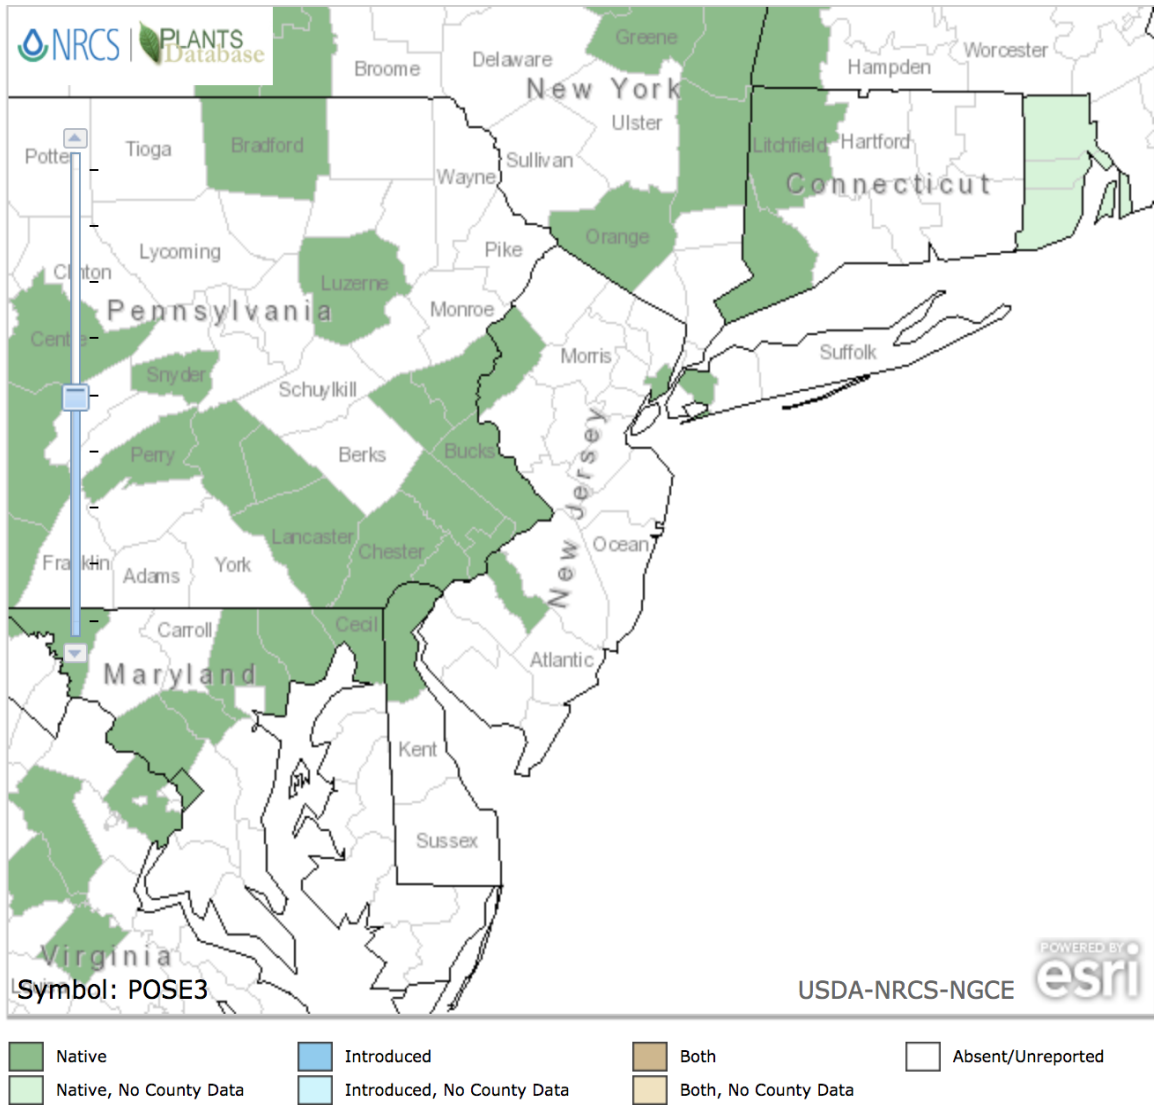 NRCS | PLANTS Database
Broome
Delaware
Greene
Hampden
Worcester
New York
Ulster
Potter
Tioga
Bradford
Sullivan
Litchfield
Hartford
Wayne
Connecticut
Lycoming
Orange
Pike
Clinton
Luzerne
Pennsylvania
Monroe
Centre
Morris
Suffolk
Snyder
Schuylkill
Perry
Berks
Bucks
New Jersey
Lancaster
Chester
Ocean
Franklin
Adams
York
Carroll
Cecil
Maryland
Atlantic
Kent
Sussex
Virginia
Symbol: POSE3
USDA-NRCS-NGCE
POWERED BY
esri
Native
Introduced
Both
Absent/Unreported
Native, No County Data
Introduced, No County Data
Both, No County Data